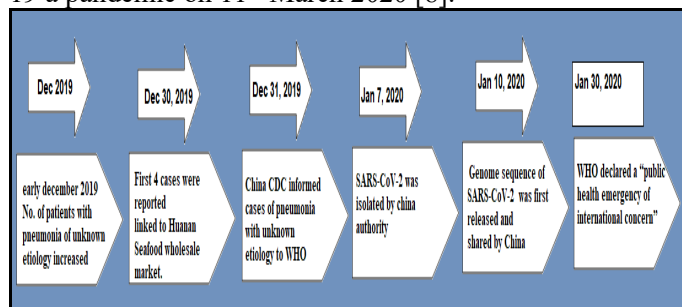 19 a pandemic on 11 March 2020 [8].
Dec 2019
Dec 30, 2019
Dec 31, 2019
Jan 7, 2020
Jan 10, 2020
Jan 30, 2020
early december 2019
No. of patients with
pneumonia of unknown
etiology increased
First 4 cases were
reported
linked to Huanan
Seafood wholesale
market.
China CDC informed
cases of pneumonia
with unknown
etiology to WHO
SARS-CoV-2 was
isolated by china
authority
Genome sequence of
SARS-CoV-2 was first
released and
shared by China
WHO declared a “public
health emergency of
international concern”